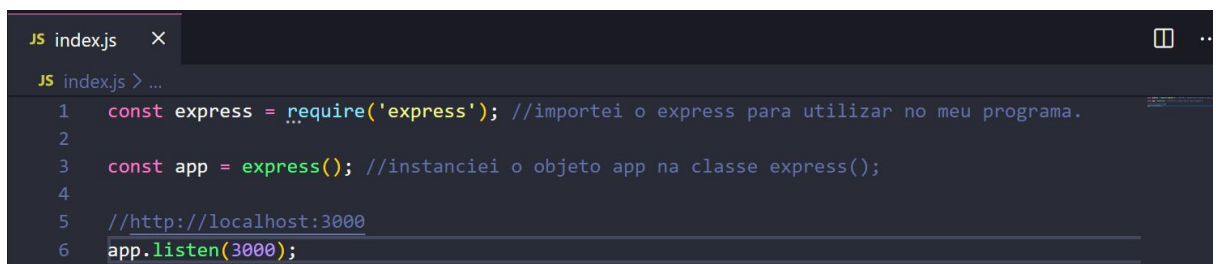 JS index.js ×
JS index.js > ...
1 const express = require('express'); //importei o express para utilizar no meu programa.
2
3 const app = express(); //instanciei o objeto app na classe express();
4
5 //http://localhost:3000
6 app.listen(3000);